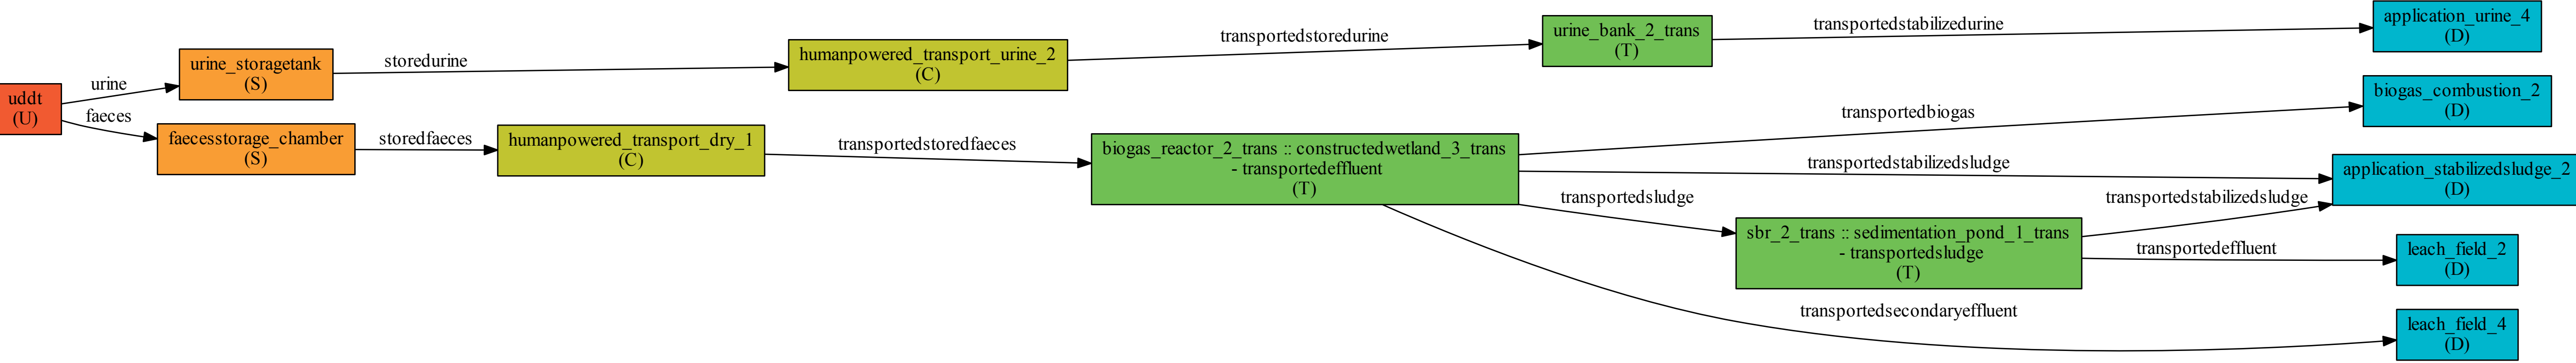 uddt
(U)
urine
faeces
urine_storagetank
(S)
faecesstorage_chamber
(S)
storedurine
storedfaeces
humanpowered_transport_urine_2
(C)
humanpowered_transport_dry_1
(C)
transportedstoredurine
transportedstoredfaeces
urine_bank_2_trans
(T)
biogas_reactor_2_trans :: constructedwetland_3_trans
- transportedeffluent
(T)
transportedstabilizedurine
transportedbiogas
transportedstabilizedsludge
transportedsludge
transportedsecondaryeffluent
sbr_2_trans :: sedimentation_pond_1_trans
- transportedsludge
(T)
transportedstabilizedsludge
transportedeffluent
application_urine_4
(D)
biogas_combustion_2
(D)
application_stabilizedsludge_2
(D)
leach_field_2
(D)
leach_field_4
(D)